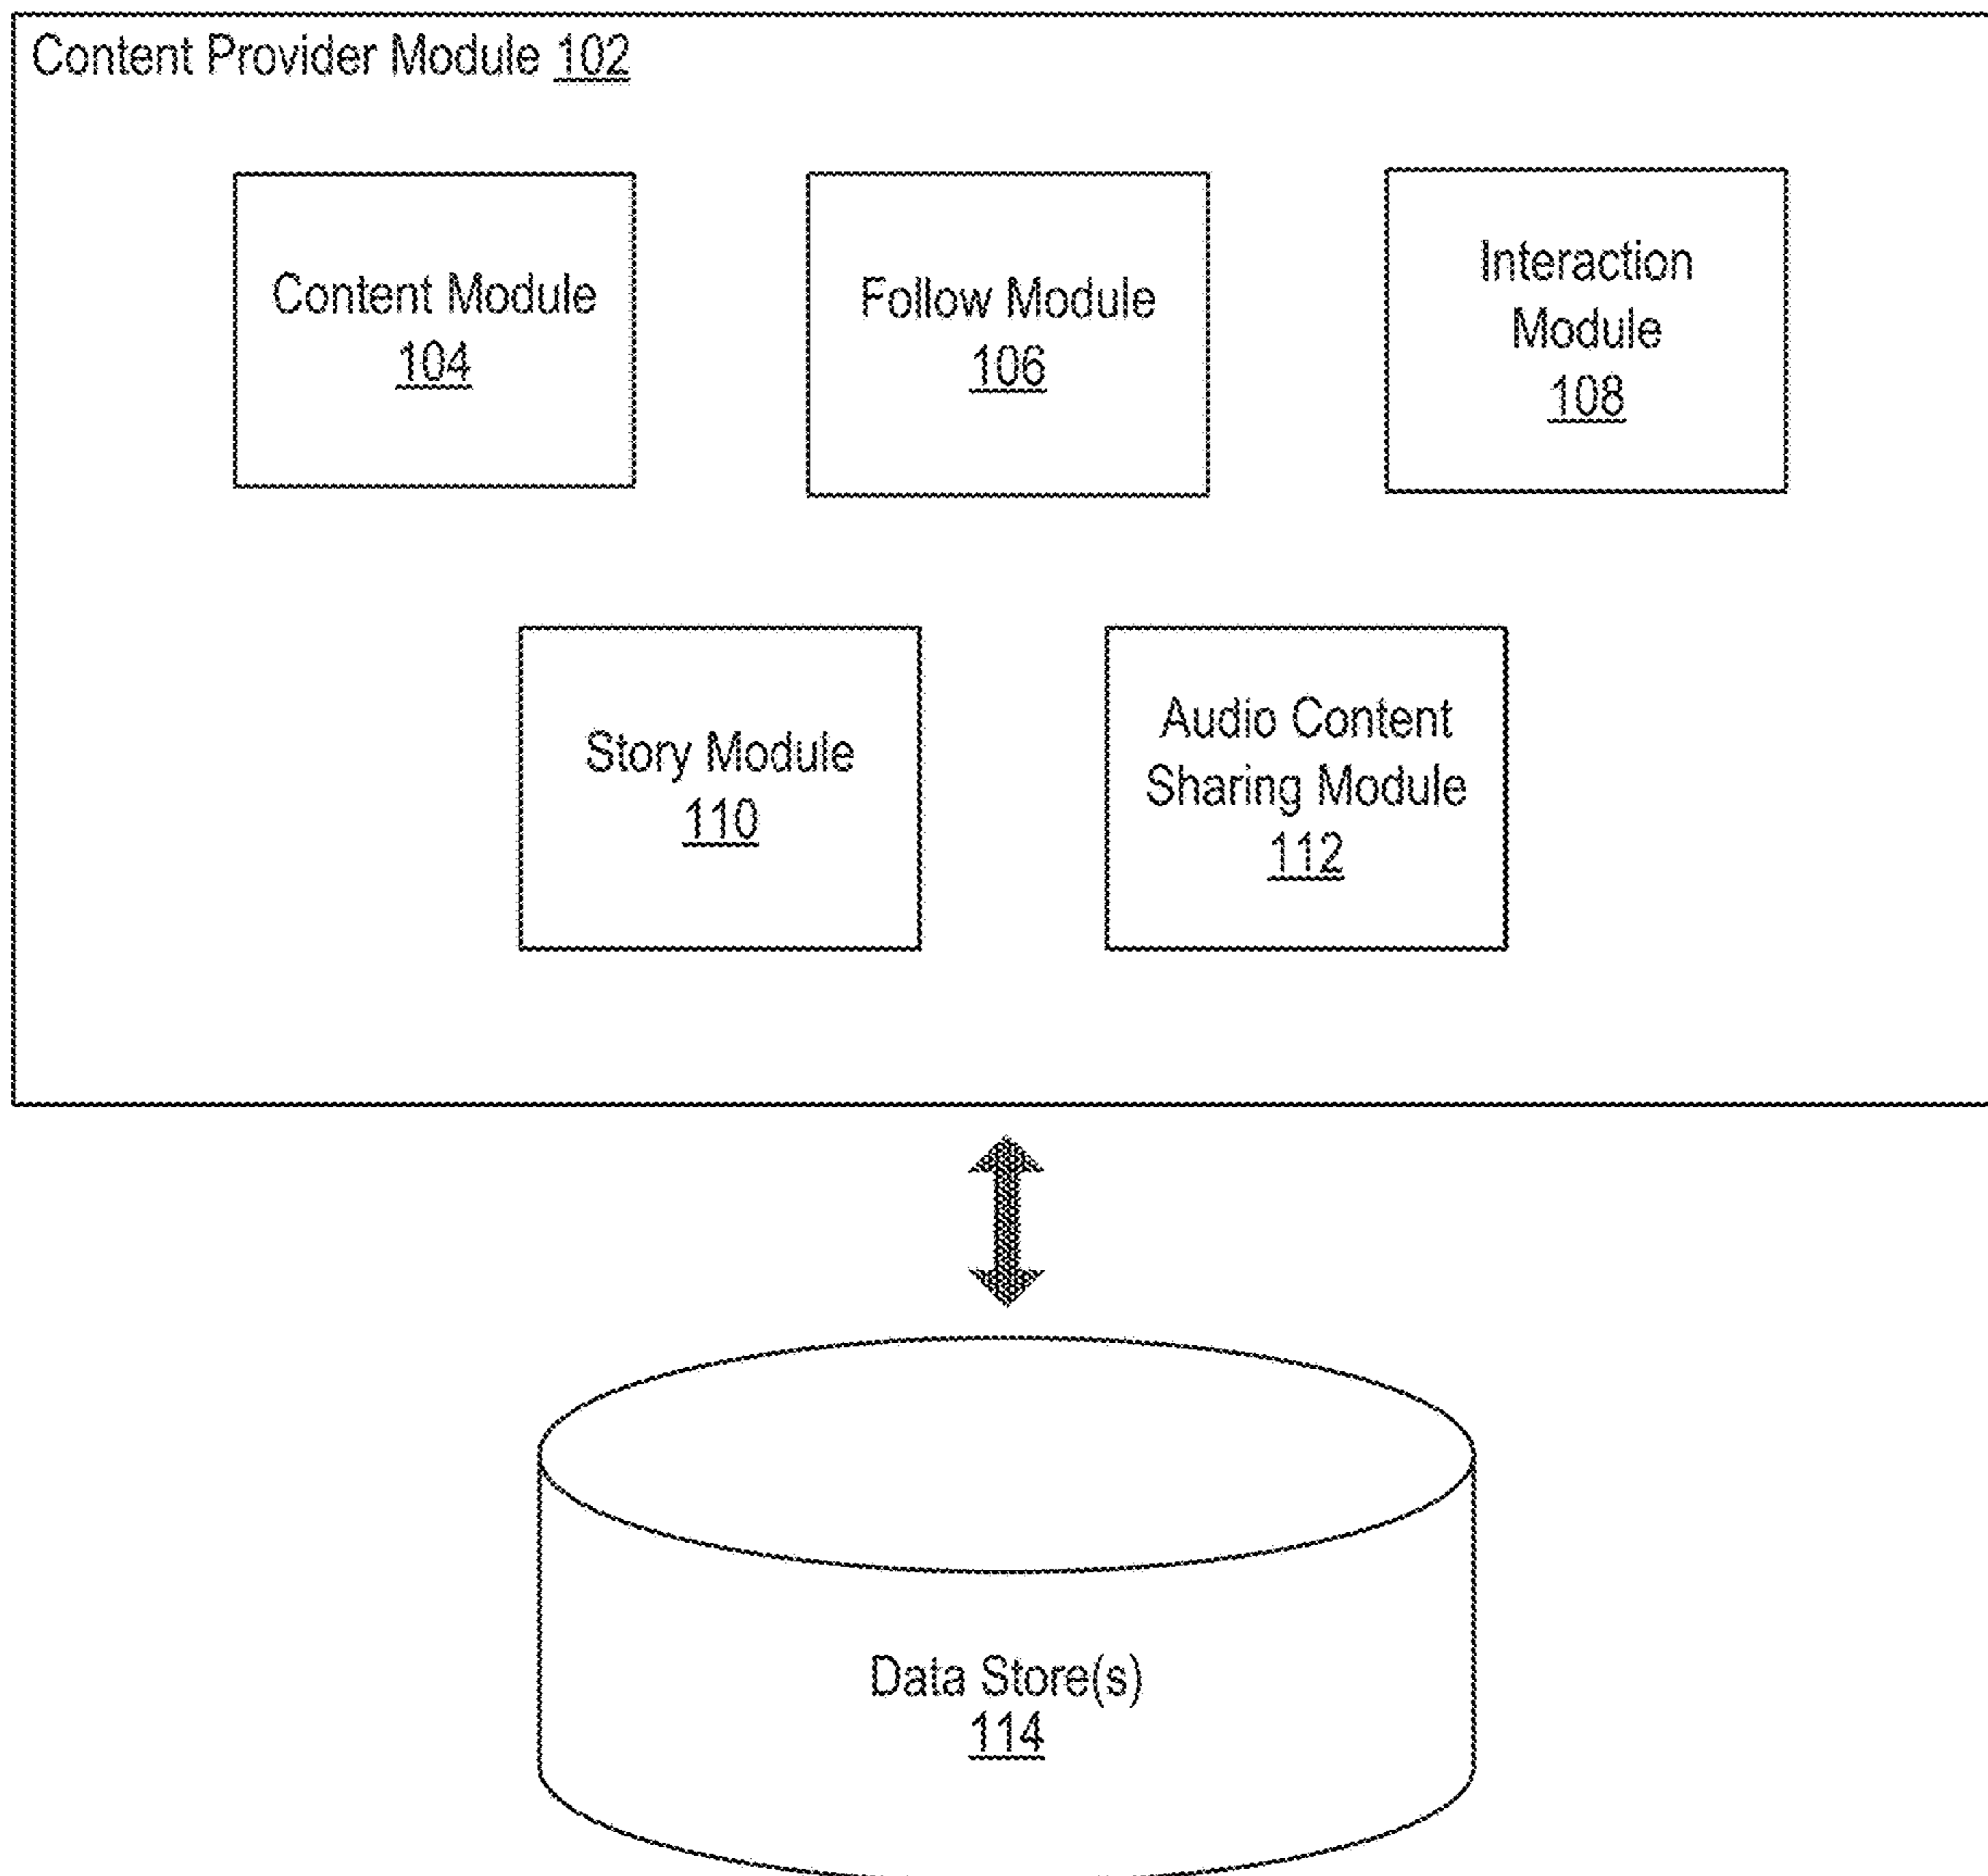 Content Provider Module 102
Content Module
104
Follow Module
106
Interaction
Module
108
Story Module
110
Audio Content
Sharing Module
112
Data Store(s)
114